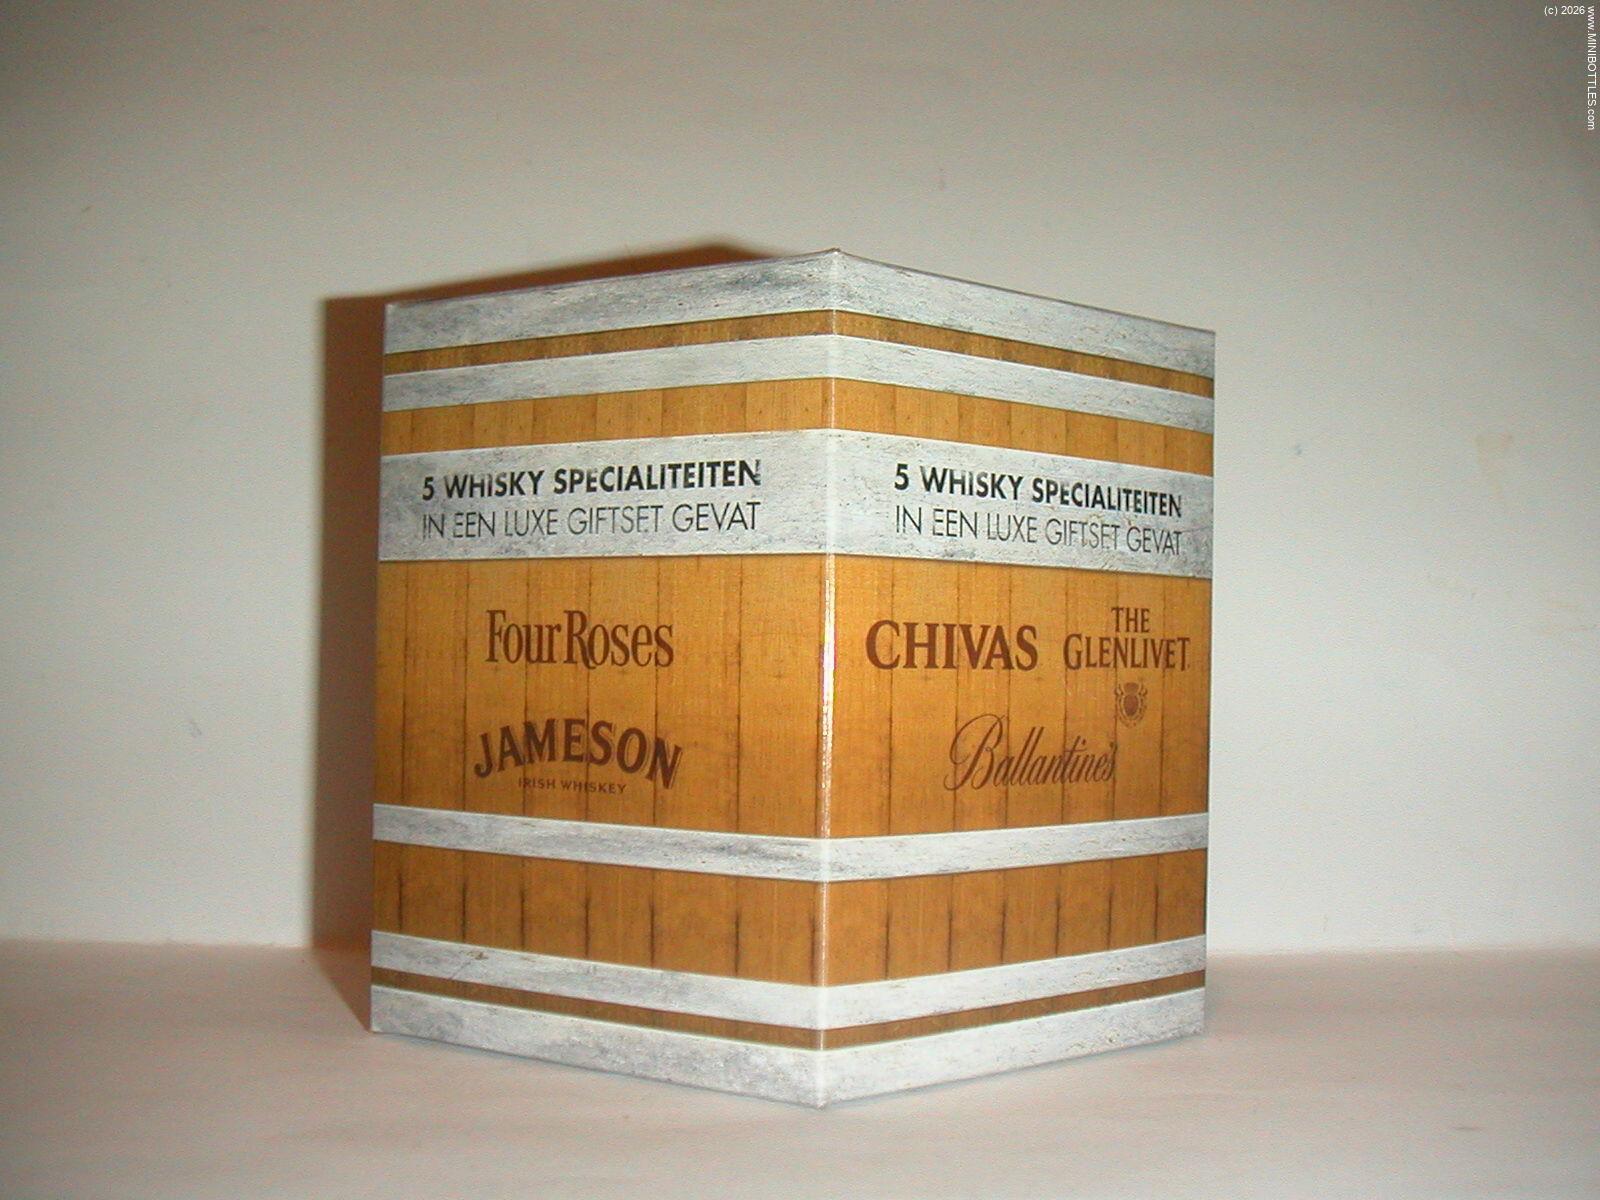 (c) 2026 www.MINIBOTTLES.com
5 WHISKY SPECIALITEITEN
IN EEN LUXE GIFTSET GEVAT
Four Roses
JAMESON
IRISH WHISKEY
5 WHISKY SPECIALITEITEN
IN EEN LUXE GIFTSET GEVAT
CHIVAS
THE
GLENLIVET
Ballantine's